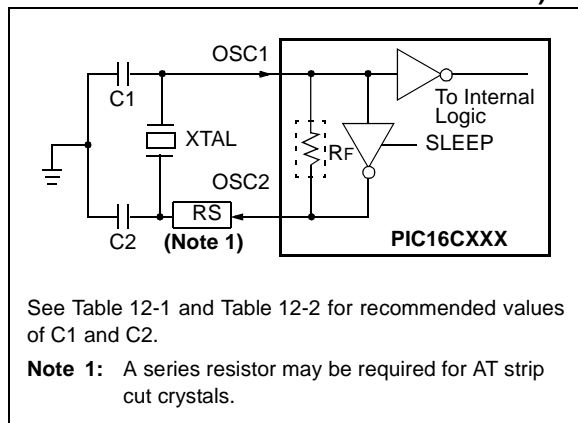 OSC1
C1
To Internal
Logic
XTAL
RF
SLEEP
OSC2
RS
C2
(Note 1)
PIC16CXXX
See Table 12-1 and Table 12-2 for recommended values
of C1 and C2.
Note 1: A series resistor may be required for AT strip
cut crystals.